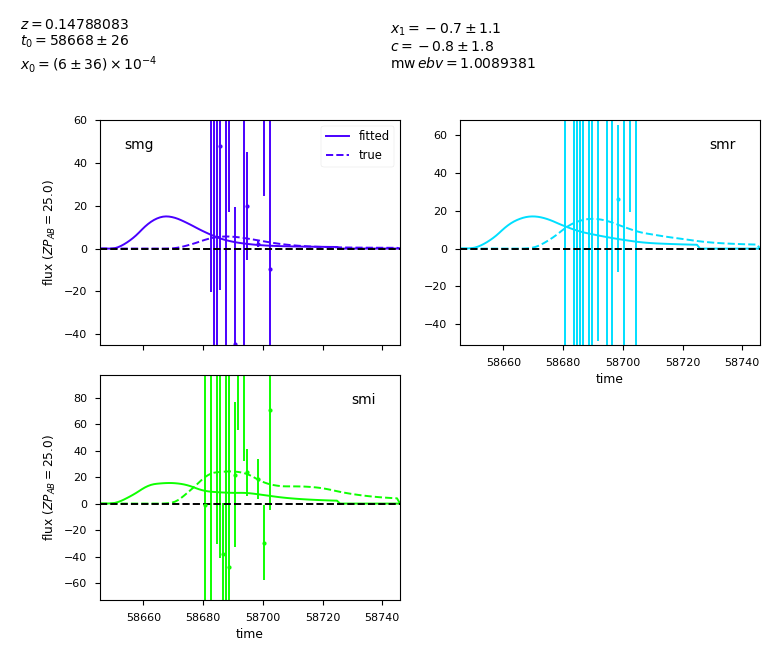 z = 0.14788083
t₀ = 58668 ± 26
x₀ = (6 ± 36) × 10⁻⁴
x₁ = −0.7 ± 1.1
c = −0.8 ± 1.8
mw ebv = 1.0089381
smg
fitted
true
60
40
20
0
−20
−40
flux (ZP_AB = 25.0)
smr
60
40
20
0
−20
−40
58660 58680 58700 58720 58740
time
smi
80
60
40
20
0
−20
−40
−60
flux (ZP_AB = 25.0)
58660 58680 58700 58720 58740
time